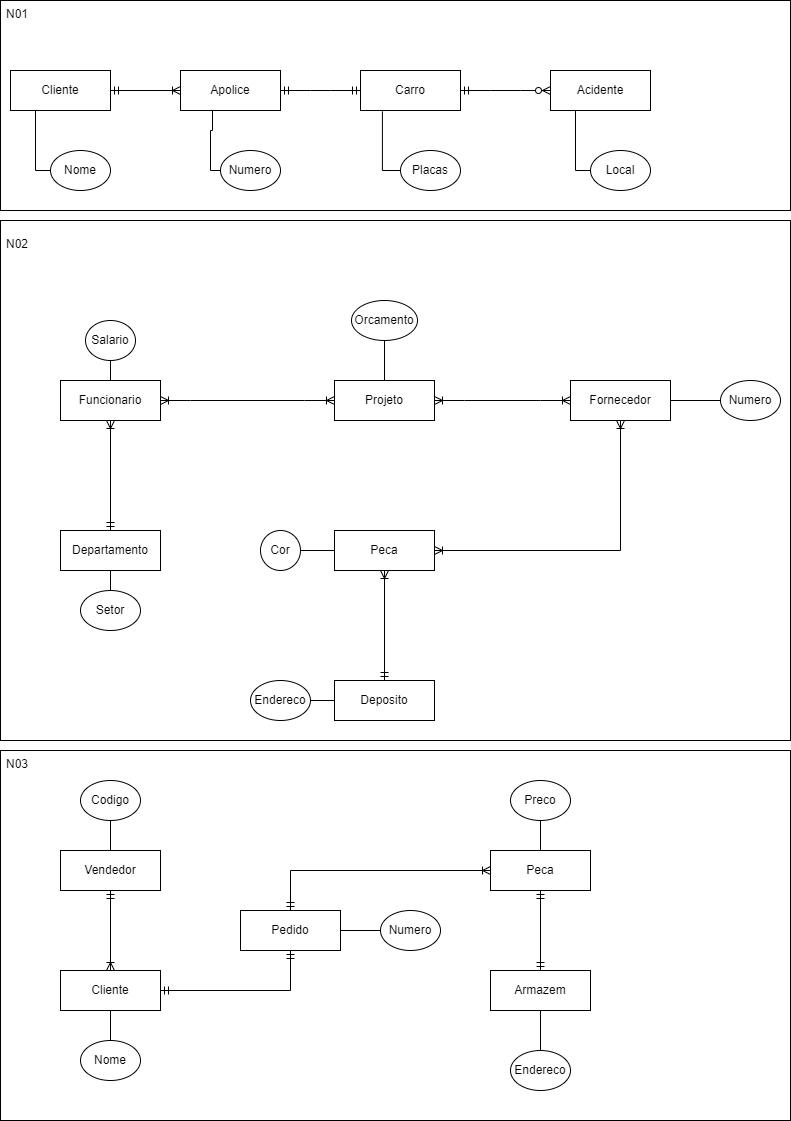 N01
Cliente
Apolice
Carro
Acidente
Nome
Numero
Placas
Local
N02
Orcamento
Salario
Funcionario
Projeto
Fornecedor
Numero
Departamento
Cor
Peca
Setor
Endereco
Deposito
N03
Codigo
Preco
Vendedor
Peca
Pedido
Numero
Cliente
Armazem
Nome
Endereco